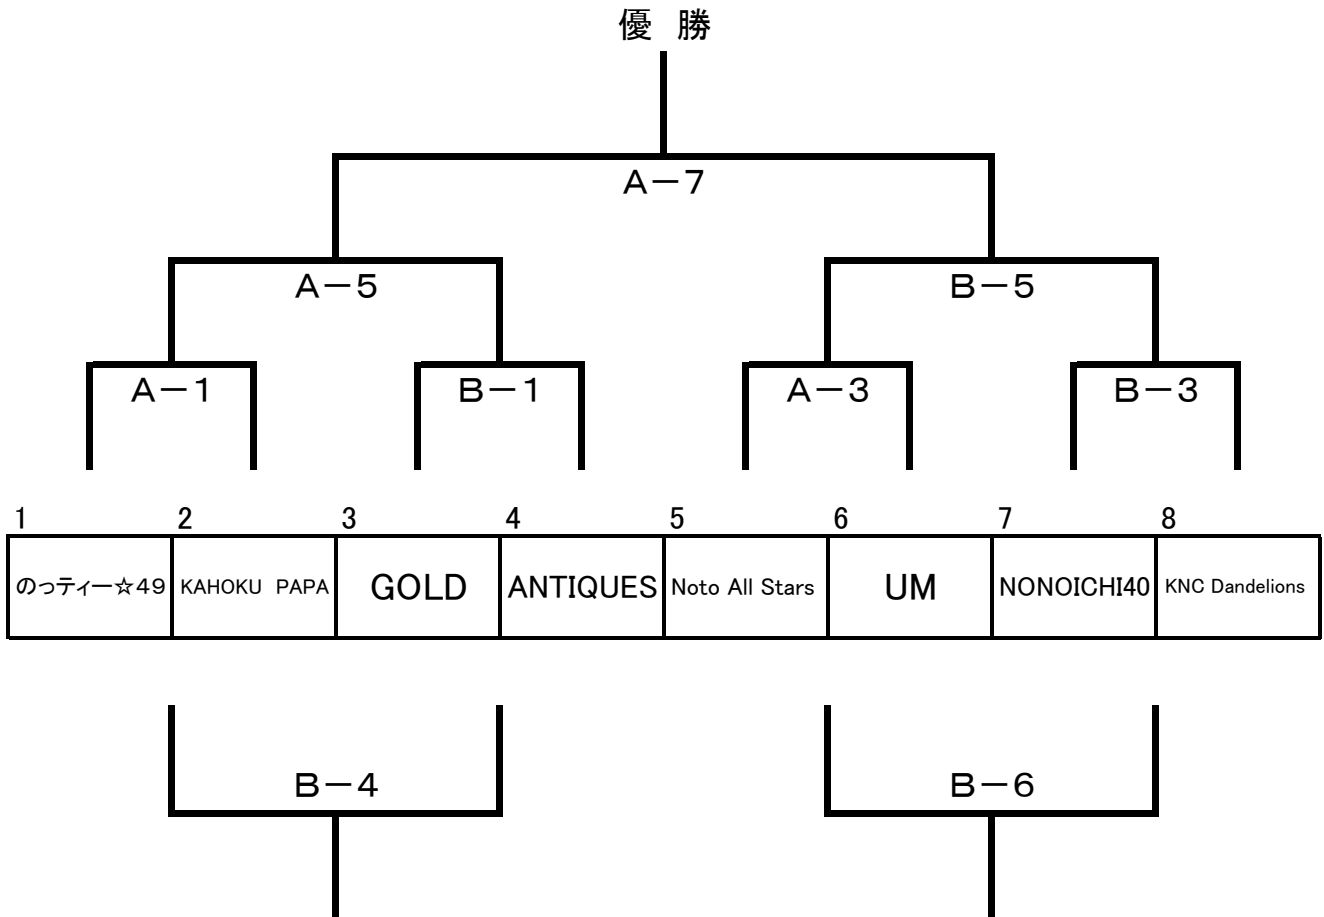 優　勝
A－7
A－5
B－5
A－1
B－1
A－3
B－3
1 2 3 4 5 6 7 8
のっティー☆49 KAHOKU　PAPA GOLD ANTIQUES Noto All Stars UM NONOICHI40 KNC Dandelions
B－4
B－6